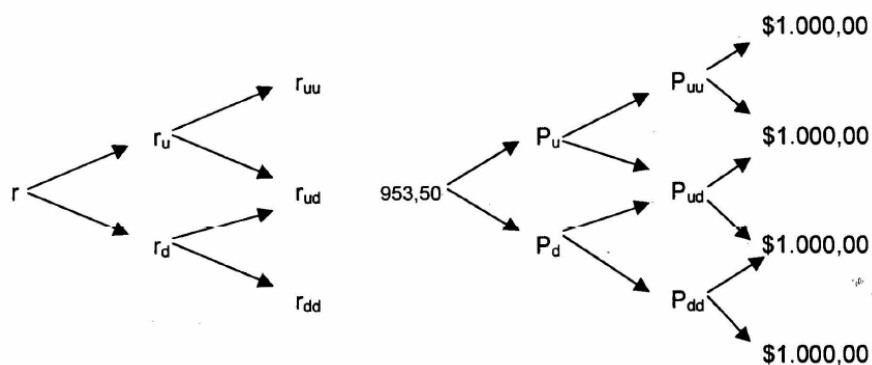 $1.000,00
r_uu P_uu
r_u P_u $1.000,00
r r_ud 953,50 P_ud
r_d P_d $1.000,00
r_dd P_dd
$1.000,00